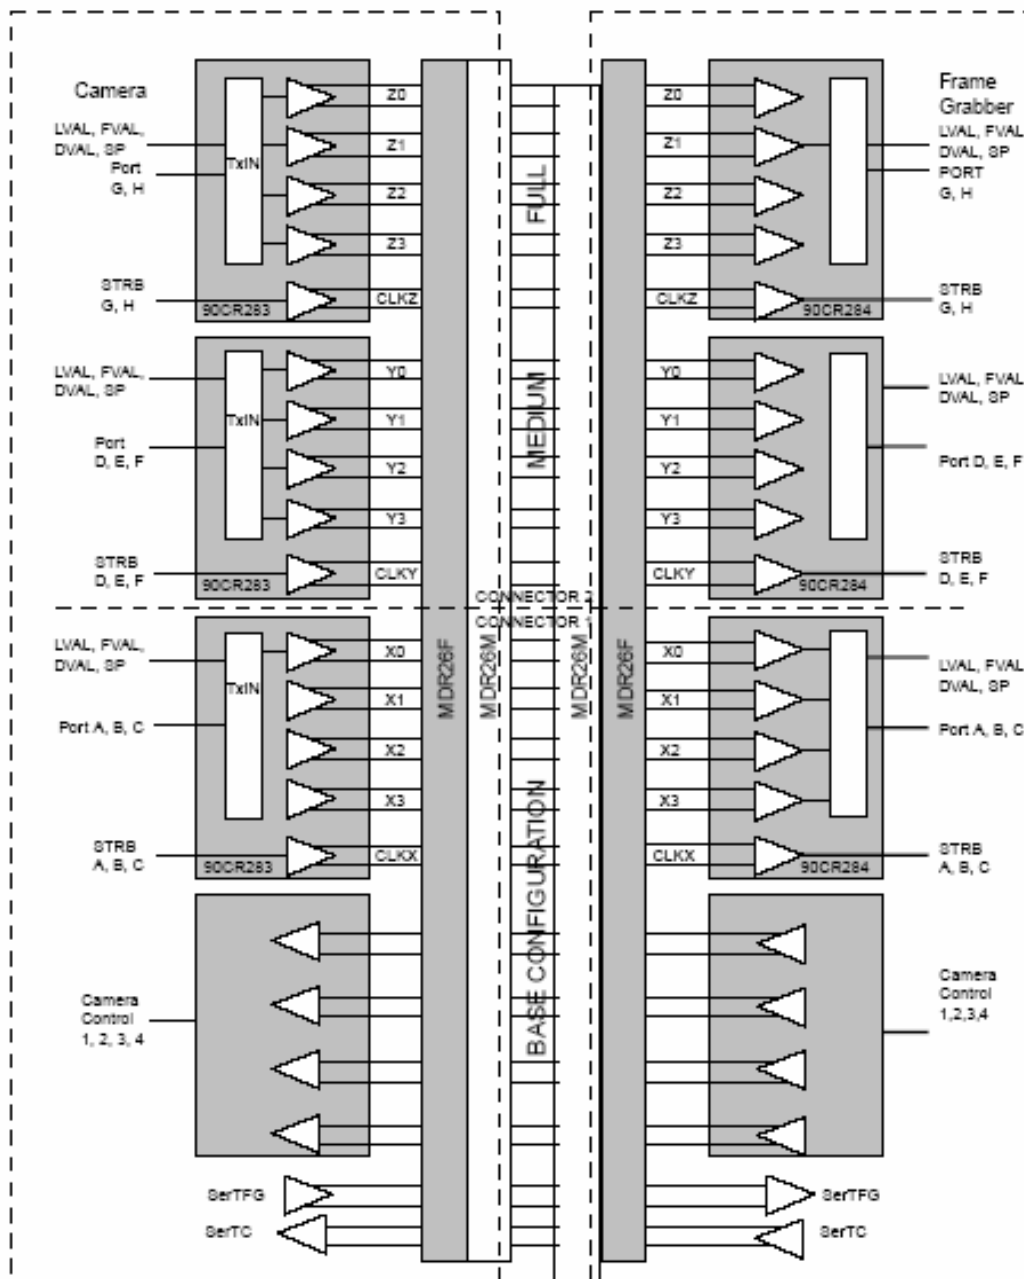 Camera
LVAL, FVAL,
DVAL, SP
Port
G, H
TxIN
Z0
Z1
Z2
Z3
STRB
G, H
90CR283
CLKZ
FULL
Z0
Z1
Z2
Z3
CLKZ
90CR284
Frame
Grabber
LVAL, FVAL
DVAL, SP
PORT
G, H
STRB
G, H
LVAL, FVAL,
DVAL, SP
Port
D, E, F
TxIN
Y0
Y1
Y2
Y3
STRB
D, E, F
90CR283
CLKY
MEDIUM
Y0
Y1
Y2
Y3
CLKY
90CR284
LVAL, FVAL
DVAL, SP
Port D, E, F
STRB
D, E, F
CONNECTOR 2
CONNECTOR 1
MDR26F
MDR26M
MDR26M
MDR26F
LVAL, FVAL,
DVAL, SP
Port A, B, C
TxIN
X0
X1
X2
X3
STRB
A, B, C
90CR283
CLKX
BASE CONFIGURATION
X0
X1
X2
X3
CLKX
90CR284
LVAL, FVAL
DVAL, SP
Port A, B, C
STRB
A, B, C
Camera
Control
1, 2, 3, 4
Camera
Control
1,2,3,4
SerTFG
SerTC
SerTFG
SerTC